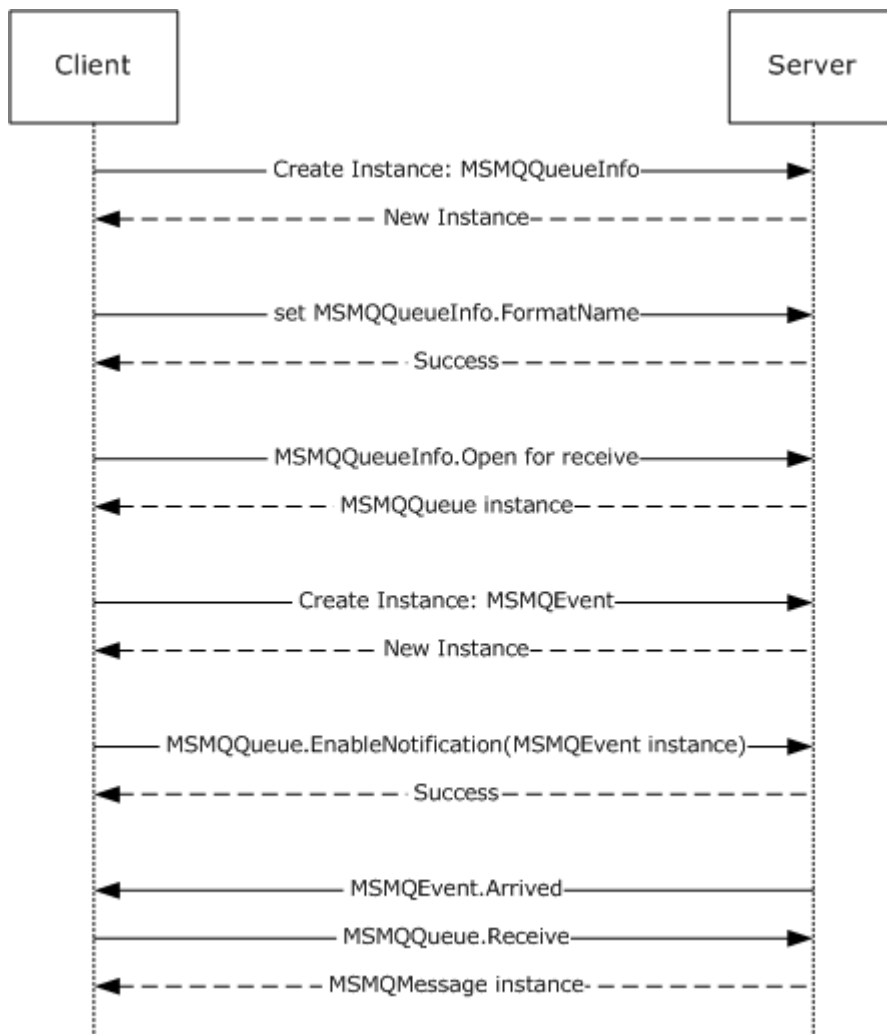 Client
Server
Create Instance: MSMQQueueInfo
New Instance
set MSMQQueueInfo.FormatName
Success
MSMQQueueInfo.Open for receive
MSMQQueue instance
Create Instance: MSMQEvent
New Instance
MSMQQueue.EnableNotification(MSMQEvent instance)
Success
MSMQEvent.Arrived
MSMQQueue.Receive
MSMQMessage instance